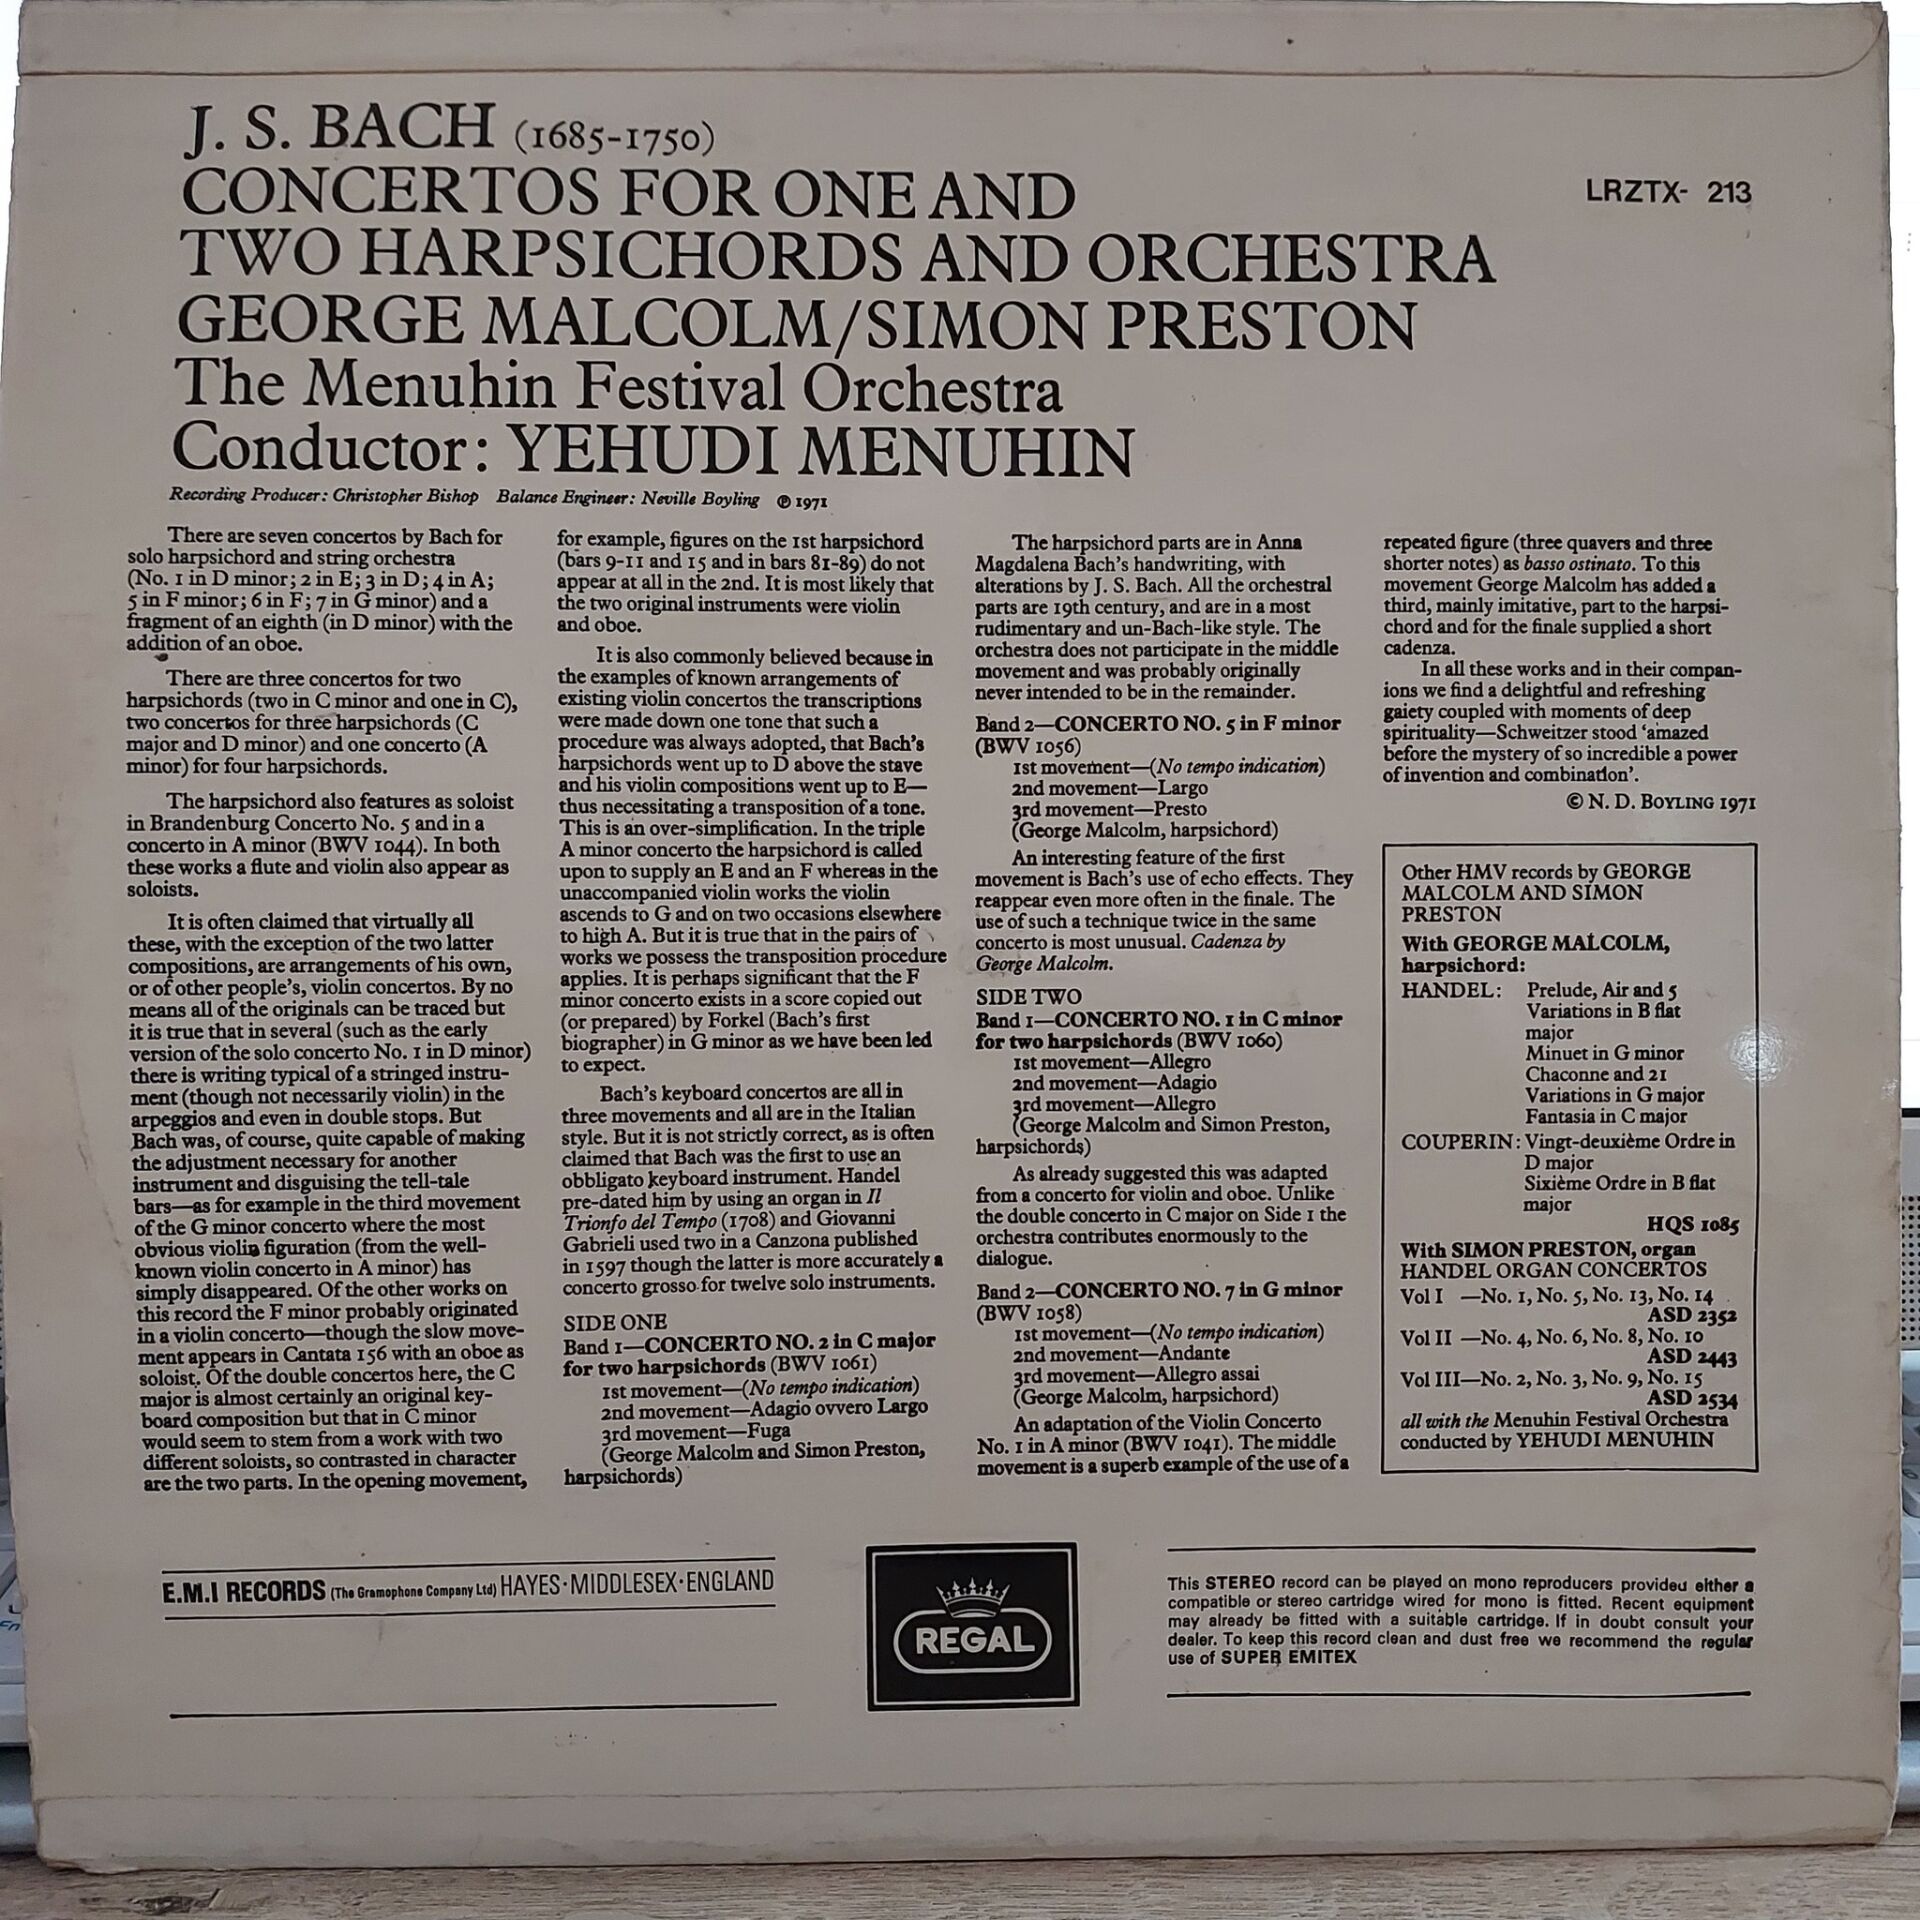 J. S. BACH (1685-1750)
CONCERTOS FOR ONE AND
TWO HARPSICHORDS AND ORCHESTRA
GEORGE MALCOLM/SIMON PRESTON
The Menuhin Festival Orchestra
Conductor: YEHUDI MENUHIN
LRZTX- 213
Recording Producer: Christopher Bishop Balance Engineer: Neville Boyling ℗ 1971
There are seven concertos by Bach for
solo harpsichord and string orchestra
(No. 1 in D minor; 2 in E; 3 in D; 4 in A;
5 in F minor; 6 in F; 7 in G minor) and a
fragment of an eighth (in D minor) with the
addition of an oboe.
There are three concertos for two
harpsichords (two in C minor and one in C),
two concertos for three harpsichords (C
major and D minor) and one concerto (A
minor) for four harpsichords.
The harpsichord also features as soloist
in Brandenburg Concerto No. 5 and in a
concerto in A minor (BWV 1044). In both
these works a flute and violin also appear as
soloists.
It is often claimed that virtually all
these, with the exception of the two latter
compositions, are arrangements of his own,
or of other people's, violin concertos. By no
means all of the originals can be traced but
it is true that in several (such as the early
version of the solo concerto No. 1 in D minor)
there is writing typical of a stringed instru-
ment (though not necessarily violin) in the
arpeggios and even in double stops. But
Bach was, of course, quite capable of making
the adjustment necessary for another
instrument and disguising the tell-tale
bars—as for example in the third movement
of the G minor concerto where the most
obvious violin figuration (from the well-
known violin concerto in A minor) has
simply disappeared. Of the other works on
this record the F minor probably originated
in a violin concerto—though the slow move-
ment appears in Cantata 156 with an oboe as
soloist. Of the double concertos here, the C
major is almost certainly an original key-
board composition but that in C minor
would seem to stem from a work with two
different soloists, so contrasted in character
are the two parts. In the opening movement,
for example, figures on the 1st harpsichord
(bars 9-11 and 15 and in bars 81-89) do not
appear at all in the 2nd. It is most likely that
the two original instruments were violin
and oboe.
It is also commonly believed because in
the examples of known arrangements of
existing violin concertos the transcriptions
were made down one tone that such a
procedure was always adopted, that Bach's
harpsichords went up to D above the stave
and his violin compositions went up to E—
thus necessitating a transposition of a tone.
This is an over-simplification. In the triple
A minor concerto the harpsichord is called
upon to supply an E and an F whereas in the
unaccompanied violin works the violin
ascends to G and on two occasions elsewhere
to high A. But it is true that in the pairs of
works we possess the transposition procedure
applies. It is perhaps significant that the F
minor concerto exists in a score copied out
(or prepared) by Forkel (Bach's first
biographer) in G minor as we have been led
to expect.
Bach's keyboard concertos are all in
three movements and all are in the Italian
style. But it is not strictly correct, as is often
claimed that Bach was the first to use an
obbligato keyboard instrument. Handel
pre-dated him by using an organ in Il
Trionfo del Tempo (1708) and Giovanni
Gabrieli used two in a Canzona published
in 1597 though the latter is more accurately a
concerto grosso for twelve solo instruments.
SIDE ONE
Band 1—CONCERTO NO. 2 in C major
for two harpsichords (BWV 1061)
1st movement—(No tempo indication)
2nd movement—Adagio ovvero Largo
3rd movement—Fuga
(George Malcolm and Simon Preston,
harpsichords)
The harpsichord parts are in Anna
Magdalena Bach's handwriting, with
alterations by J. S. Bach. All the orchestral
parts are 19th century, and are in a most
rudimentary and un-Bach-like style. The
orchestra does not participate in the middle
movement and was probably originally
never intended to be in the remainder.
Band 2—CONCERTO NO. 5 in F minor
(BWV 1056)
1st movement—(No tempo indication)
2nd movement—Largo
3rd movement—Presto
(George Malcolm, harpsichord)
An interesting feature of the first
movement is Bach's use of echo effects. They
reappear even more often in the finale. The
use of such a technique twice in the same
concerto is most unusual. Cadenza by
George Malcolm.
SIDE TWO
Band 1—CONCERTO NO. 1 in C minor
for two harpsichords (BWV 1060)
1st movement—Allegro
2nd movement—Adagio
3rd movement—Allegro
(George Malcolm and Simon Preston,
harpsichords)
As already suggested this was adapted
from a concerto for violin and oboe. Unlike
the double concerto in C major on Side 1 the
orchestra contributes enormously to the
dialogue.
Band 2—CONCERTO NO. 7 in G minor
(BWV 1058)
1st movement—(No tempo indication)
2nd movement—Andante
3rd movement—Allegro assai
(George Malcolm, harpsichord)
An adaptation of the Violin Concerto
No. 1 in A minor (BWV 1041). The middle
movement is a superb example of the use of a
repeated figure (three quavers and three
shorter notes) as basso ostinato. To this
movement George Malcolm has added a
third, mainly imitative, part to the harpsi-
chord and for the finale supplied a short
cadenza.
In all these works and in their compan-
ions we find a delightful and refreshing
gaiety coupled with moments of deep
spirituality—Schweitzer stood ‘amazed
before the mystery of so incredible a power
of invention and combination’.
© N. D. BOYLING 1971
Other HMV records by GEORGE
MALCOLM AND SIMON
PRESTON
With GEORGE MALCOLM,
harpsichord:
HANDEL: Prelude, Air and 5
Variations in B flat
major
Minuet in G minor
Chaconne and 21
Variations in G major
Fantasia in C major
COUPERIN: Vingt-deuxième Ordre in
D major
Sixième Ordre in B flat
major
HQS 1085
With SIMON PRESTON, organ
HANDEL ORGAN CONCERTOS
Vol I —No. 1, No. 5, No. 13, No. 14
ASD 2352
Vol II —No. 4, No. 6, No. 8, No. 10
ASD 2443
Vol III—No. 2, No. 3, No. 9, No. 15
ASD 2534
all with the Menuhin Festival Orchestra
conducted by YEHUDI MENUHIN
E.M.I RECORDS (The Gramophone Company Ltd) HAYES·MIDDLESEX·ENGLAND
REGAL
This STEREO record can be played on mono reproducers provided either a
compatible or stereo cartridge wired for mono is fitted. Recent equipment
may already be fitted with a suitable cartridge. If in doubt consult your
dealer. To keep this record clean and dust free we recommend the regular
use of SUPER EMITEX